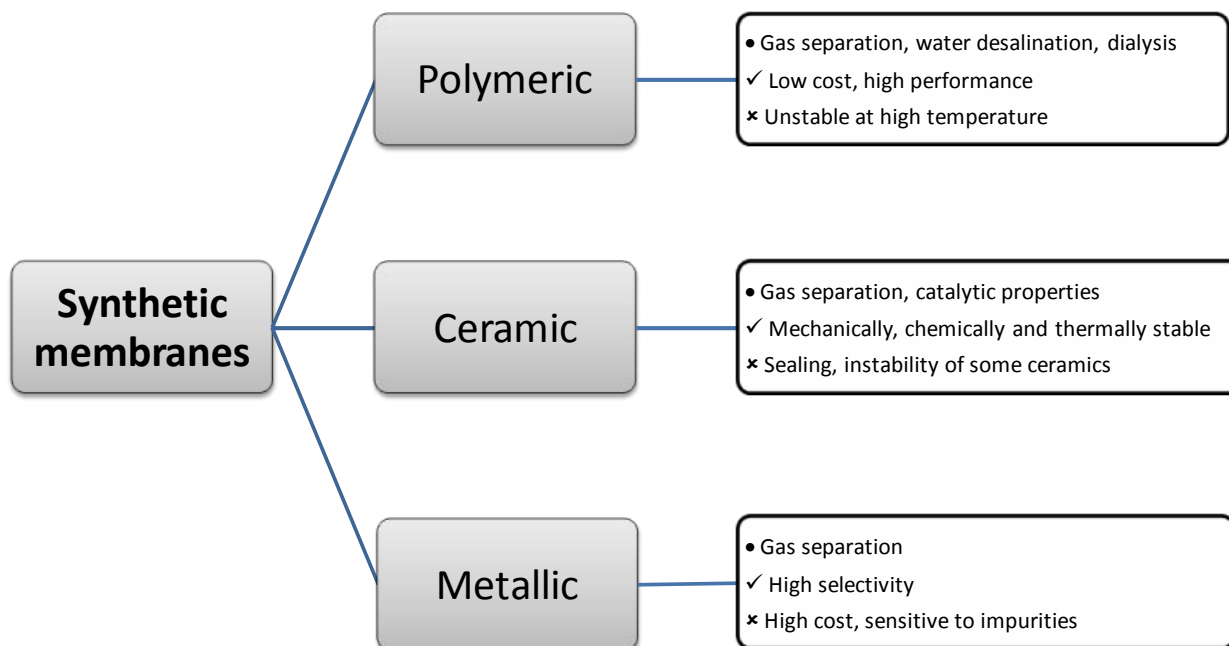 Polymeric
• Gas separation, water desalination, dialysis
✓ Low cost, high performance
× Unstable at high temperature
Synthetic
membranes
Ceramic
• Gas separation, catalytic properties
✓ Mechanically, chemically and thermally stable
× Sealing, instability of some ceramics
Metallic
• Gas separation
✓ High selectivity
× High cost, sensitive to impurities